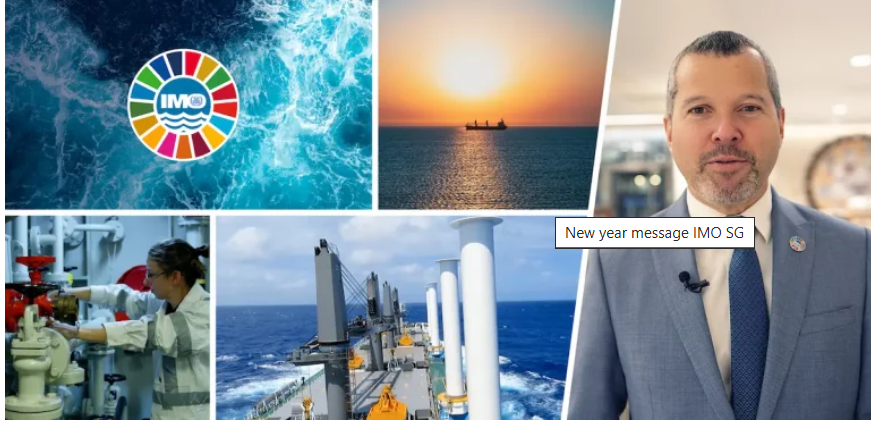 IMO
New year message IMO SG